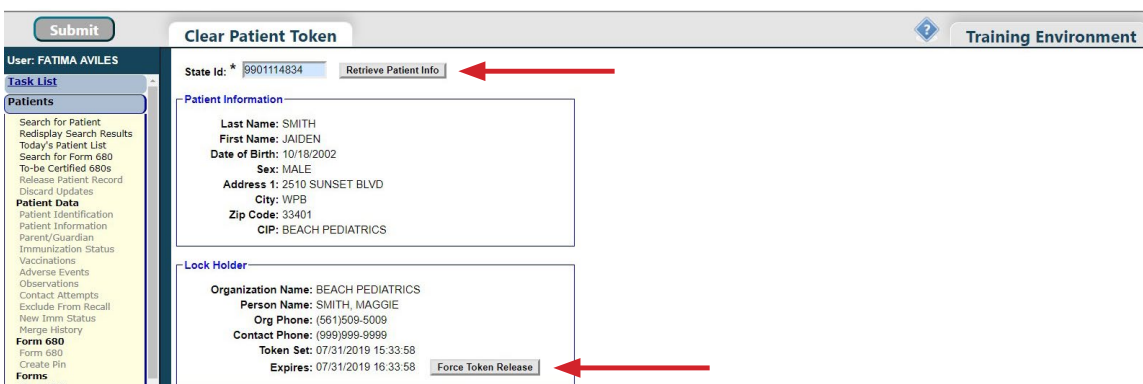 Submit
Clear Patient Token
?
Training Environment
User: FATIMA AVILES
Task List
Patients
Search for Patient
Redisplay Search Results
Today's Patient List
Search for Form 680
To-be Certified 680s
Release Patient Record
Discard Updates
Patient Data
Patient Identification
Patient Information
Parent/Guardian
Immunization Status
Vaccinations
Adverse Events
Observations
Contact Attempts
Exclude From Recall
New Imm Status
Merge History
Form 680
Form 680
Create Pin
Forms
State Id: * 9901114834 Retrieve Patient Info
Patient Information
Last Name: SMITH
First Name: JAIDEN
Date of Birth: 10/18/2002
Sex: MALE
Address 1: 2510 SUNSET BLVD
City: WPB
Zip Code: 33401
CIP: BEACH PEDIATRICS
Lock Holder
Organization Name: BEACH PEDIATRICS
Person Name: SMITH, MAGGIE
Org Phone: (561)509-5009
Contact Phone: (999)999-9999
Token Set: 07/31/2019 15:33:58
Expires: 07/31/2019 16:33:58 Force Token Release